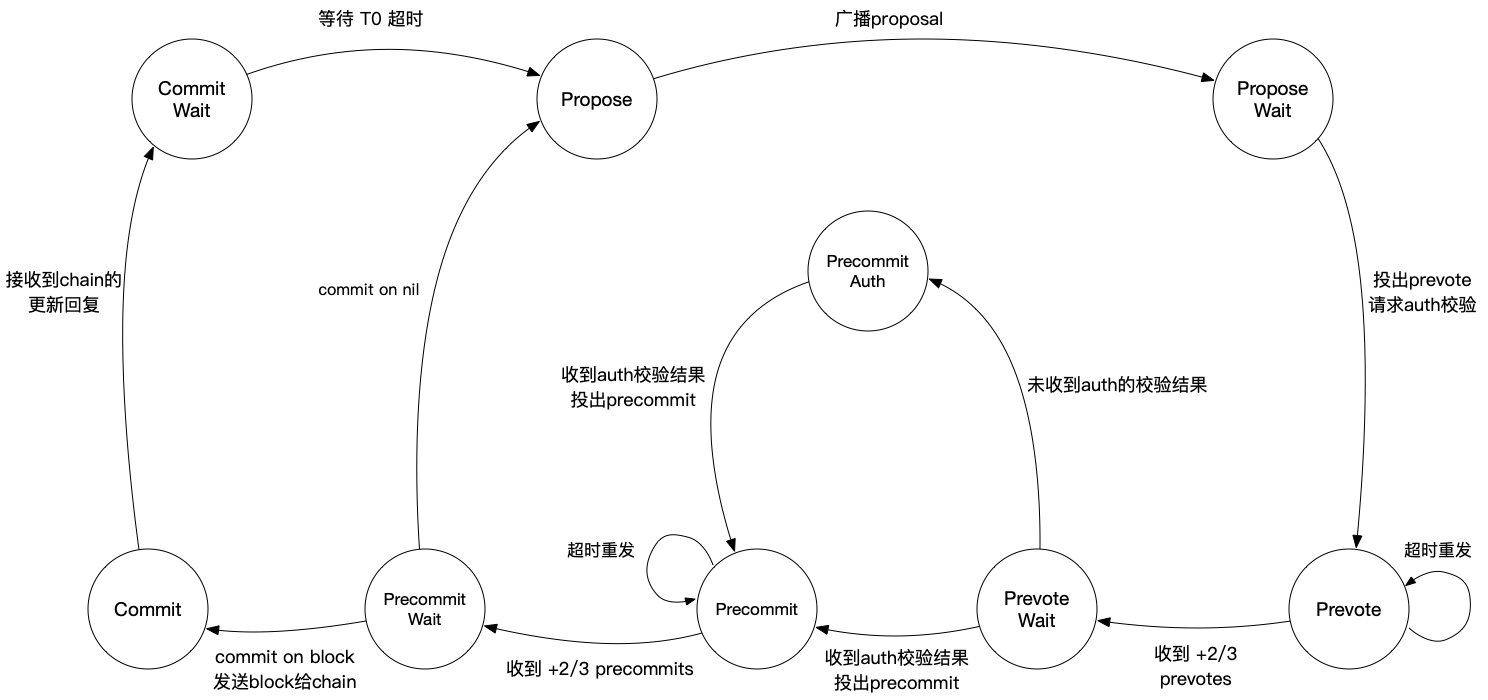 等待 T0 超时
广播proposal
Commit
Wait
Propose
Propose
Wait
接收到chain的
更新回复
commit on nil
Precommit
Auth
投出prevote
请求auth校验
收到auth校验结果
投出precommit
未收到auth的校验结果
超时重发
超时重发
Commit
Precommit
Wait
Precommit
Prevote
Wait
Prevote
commit on block
发送block给chain
收到 +2/3 precommits
收到auth校验结果
投出precommit
收到 +2/3
prevotes